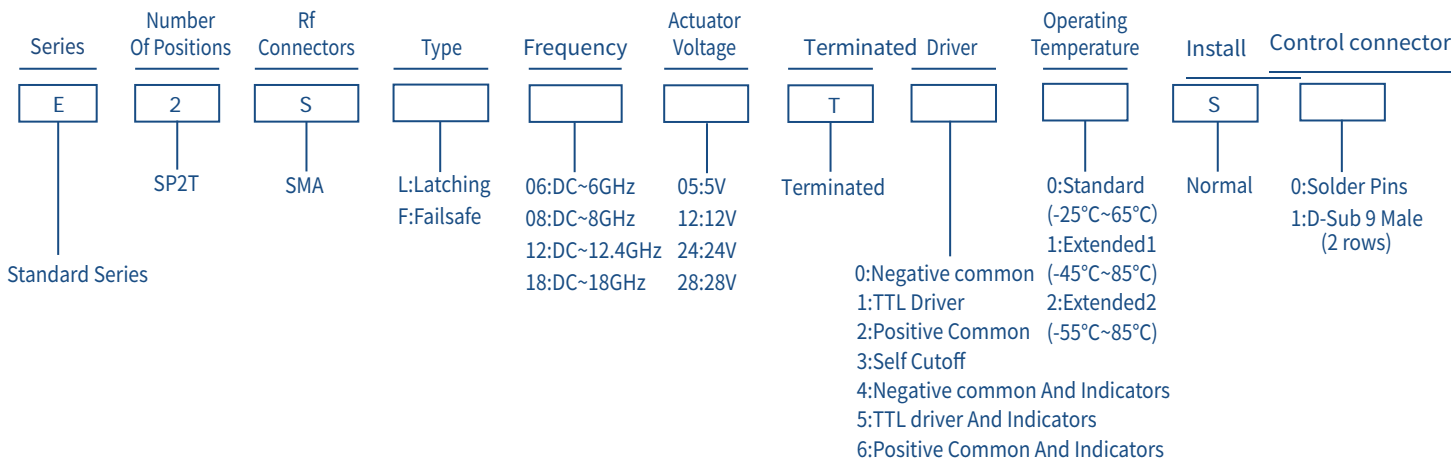 Series
Number
Of Positions
Rf
Connectors
Type
Frequency
Actuator
Voltage
Terminated
Driver
Operating
Temperature
Install
Control connector
E
2
S
T
S
Standard Series
SP2T
SMA
L:Latching
F:Failsafe
06:DC~6GHz
08:DC~8GHz
12:DC~12.4GHz
18:DC~18GHz
05:5V
12:12V
24:24V
28:28V
Terminated
0:Negative common
1:TTL Driver
2:Positive Common
3:Self Cutoff
4:Negative common And Indicators
5:TTL driver And Indicators
6:Positive Common And Indicators
0:Standard
(-25°C~65°C)
1:Extended1
(-45°C~85°C)
2:Extended2
(-55°C~85°C)
Normal
0:Solder Pins
1:D-Sub 9 Male
(2 rows)